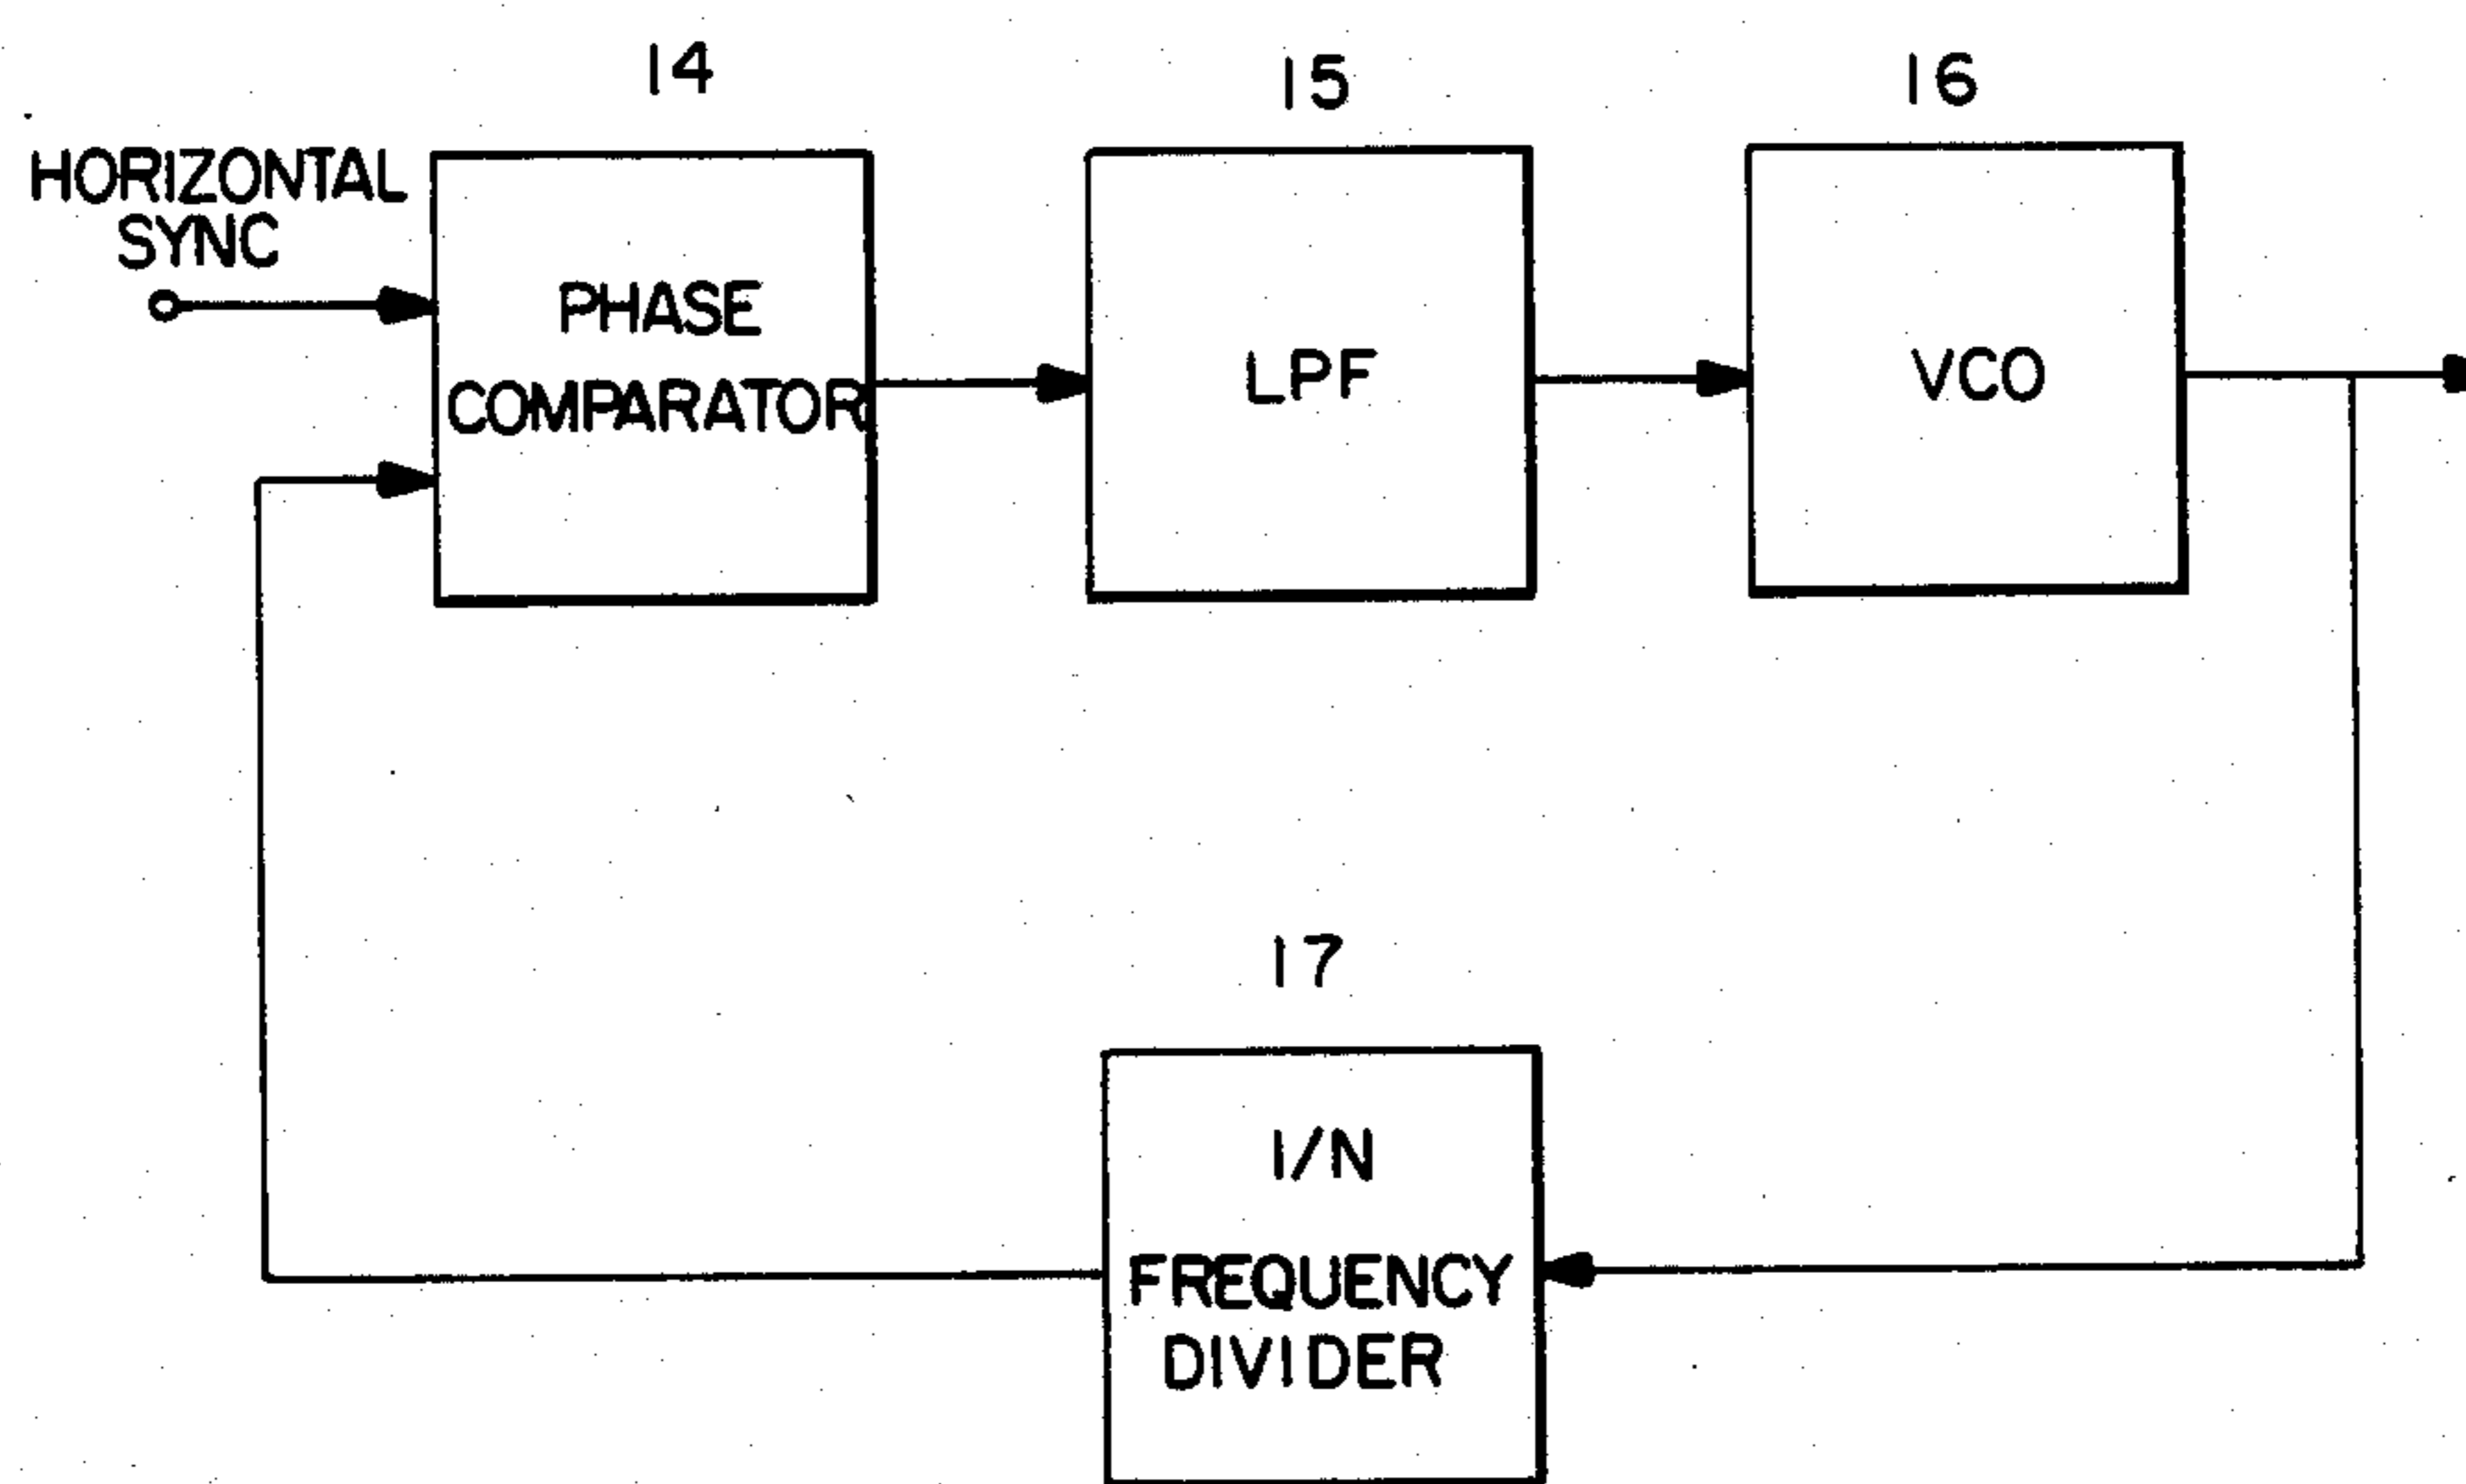 14
15
16
HORIZONTAL
SYNC
PHASE
COMPARATOR
LPF
VCO
17
1/N
FREQUENCY
DIVIDER